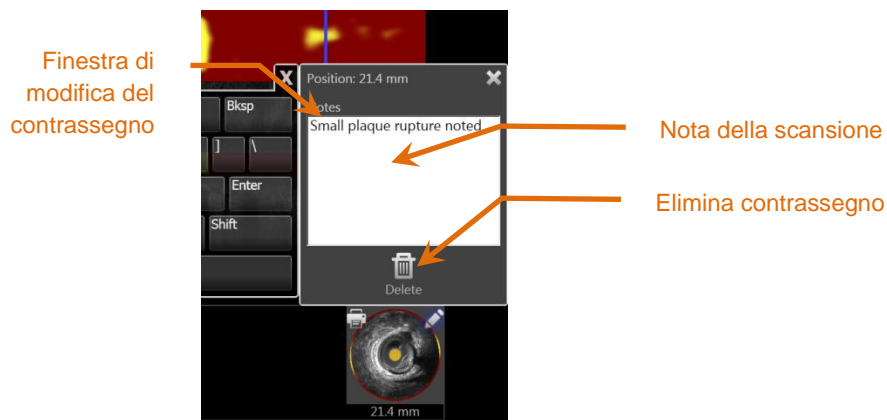 Finestra di
modifica del
contrassegno
Bksp
]
\
Enter
Shift
X
Position: 21.4 mm
Notes
Small plaque rupture noted
Delete
21.4 mm
Nota della scansione
Elimina contrassegno